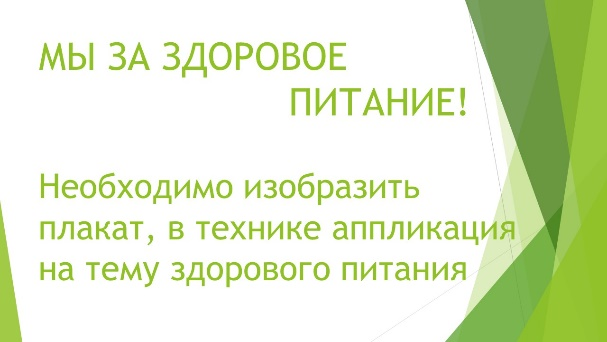 МЫ ЗА ЗДОРОВОЕ
ПИТАНИЕ!
Необходимо изобразить
плакат, в технике аппликация
на тему здорового питания